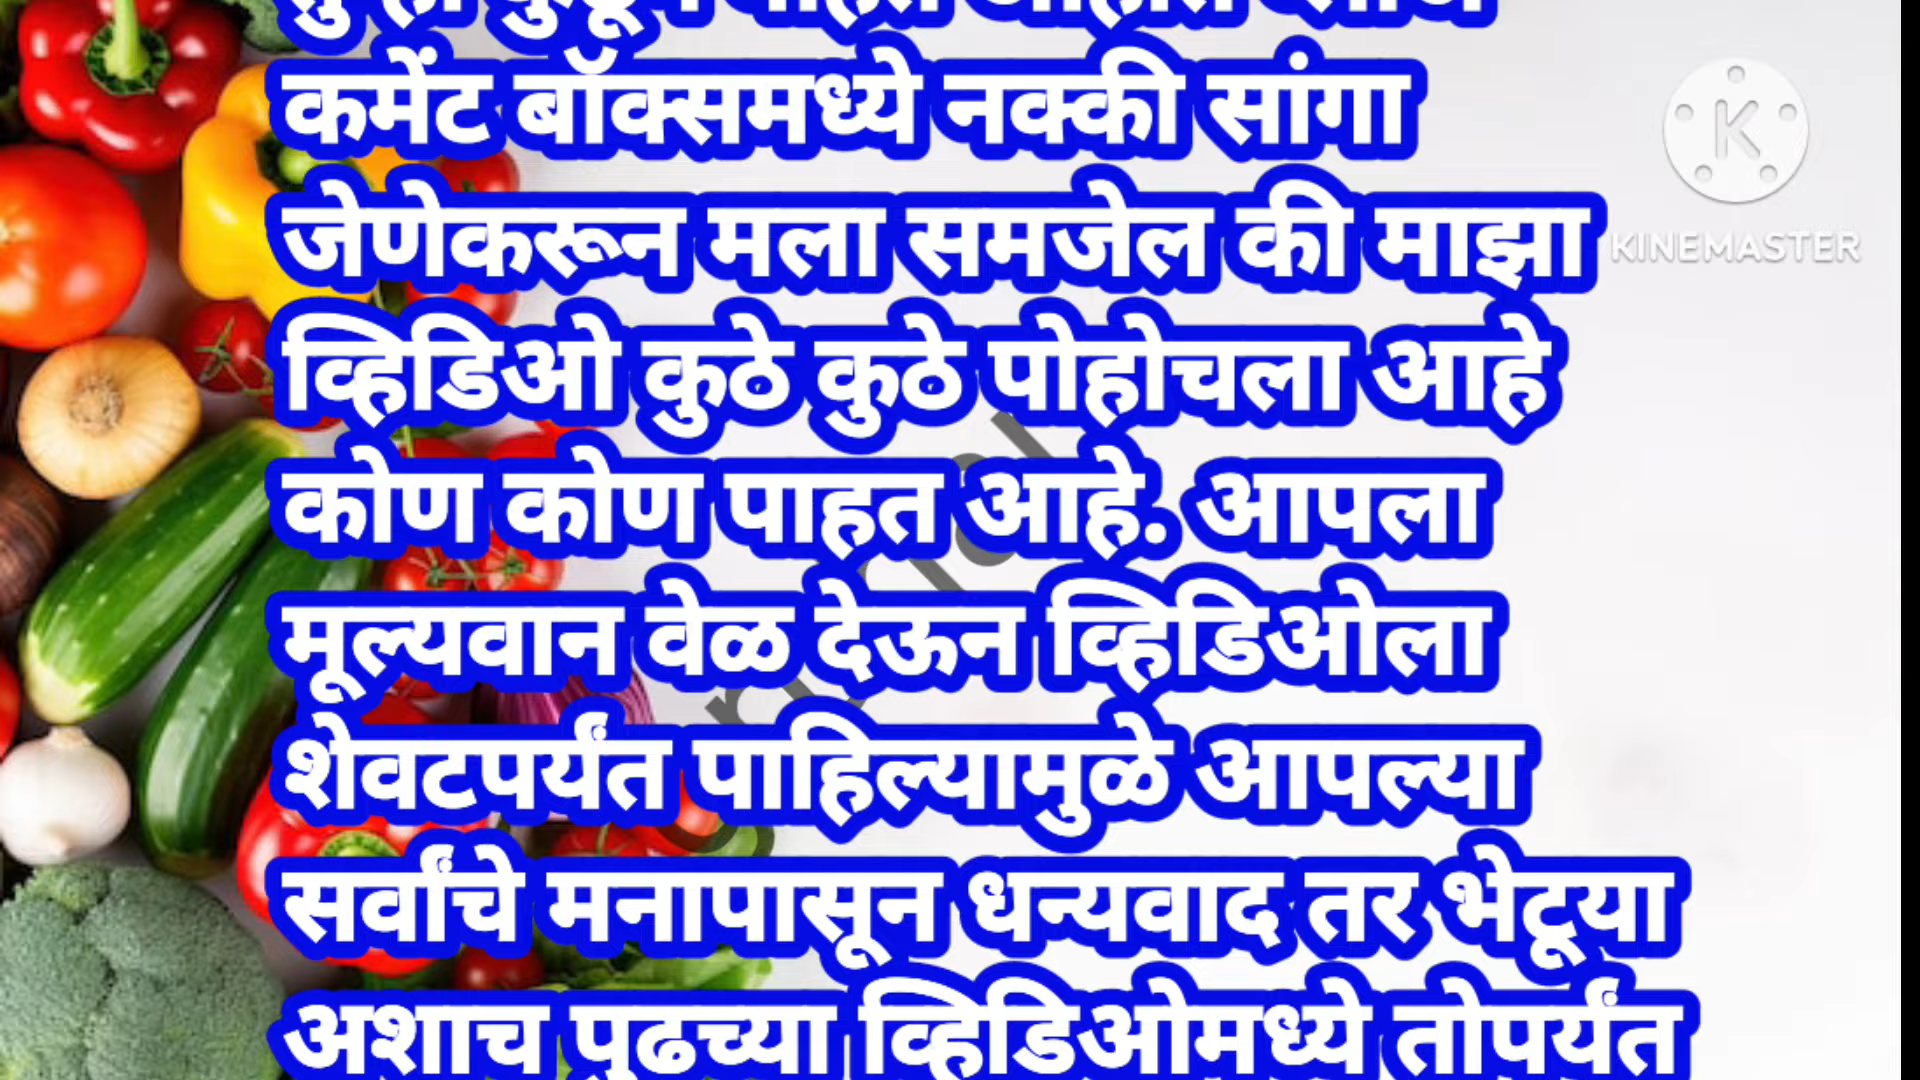 कमेंट बॉक्समध्ये नक्की सांगा
जेणेकरून मला समजेल की माझा
व्हिडिओ कुठे कुठे पोहोचला आहे
कोण कोण पाहत आहे. आपला
मूल्यवान वेळ देऊन व्हिडिओला
शेवटपर्यंत पाहिल्यामुळे आपल्या
सर्वांचे मनापासून धन्यवाद तर भेटूया
अशाच पुढच्या व्हिडिओमध्ये तोपर्यंत
K
KINEMASTER